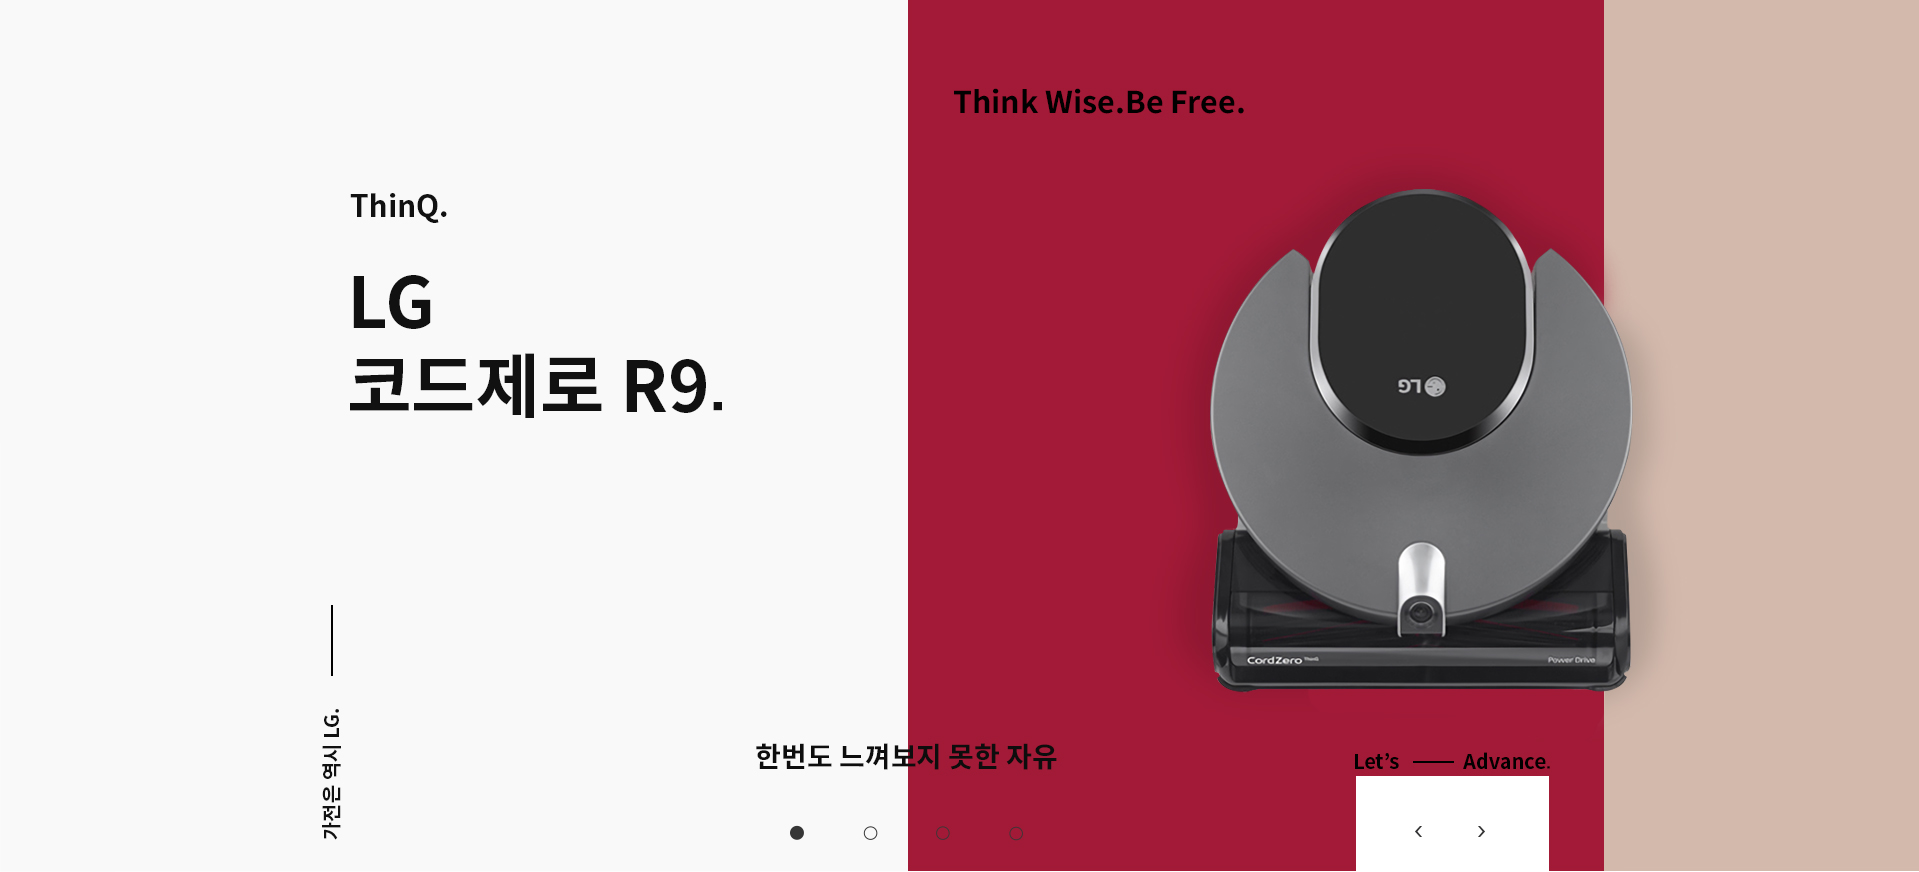 Think Wise.Be Free.
ThinQ.
LG
코드제로 R9.
LG
CordZero ThinQ
Power Drive
가전은 역시 LG.
한번도 느껴보지 못한 자유
Let’s — Advance.